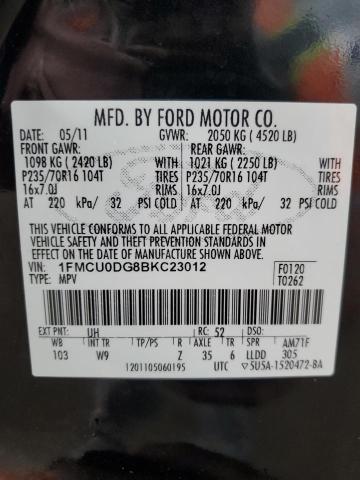 MFD. BY FORD MOTOR CO.
DATE: 05/11 GVWR: 2050 KG ( 4520 LB)
FRONT GAWR: REAR GAWR:
1098 KG ( 2420 LB) 1021 KG ( 2250 LB)
P235/70R16 104T TIRES P235/70R16 104T TIRES
16x7.0J RIMS 16x7.0J RIMS
AT 220 kPa/ 32 PSI COLD AT 220 kPa/ 32 PSI COLD
THIS VEHICLE CONFORMS TO ALL APPLICABLE FEDERAL MOTOR
VEHICLE SAFETY AND THEFT PREVENTION STANDARDS IN
EFFECT ON THE DATE OF MANUFACTURE SHOWN ABOVE.
VIN: 1FMCU0DG8BKC23012 F0120
TYPE: MPV T0262
EXT PNT: UH RC: 52 DSO:
WB INT TR TP/PS R AXLE TR SPR AM71F
103 W9 Z 35 6 LLDD 305
1201105060195 UTC 5U5A-1520472-BA